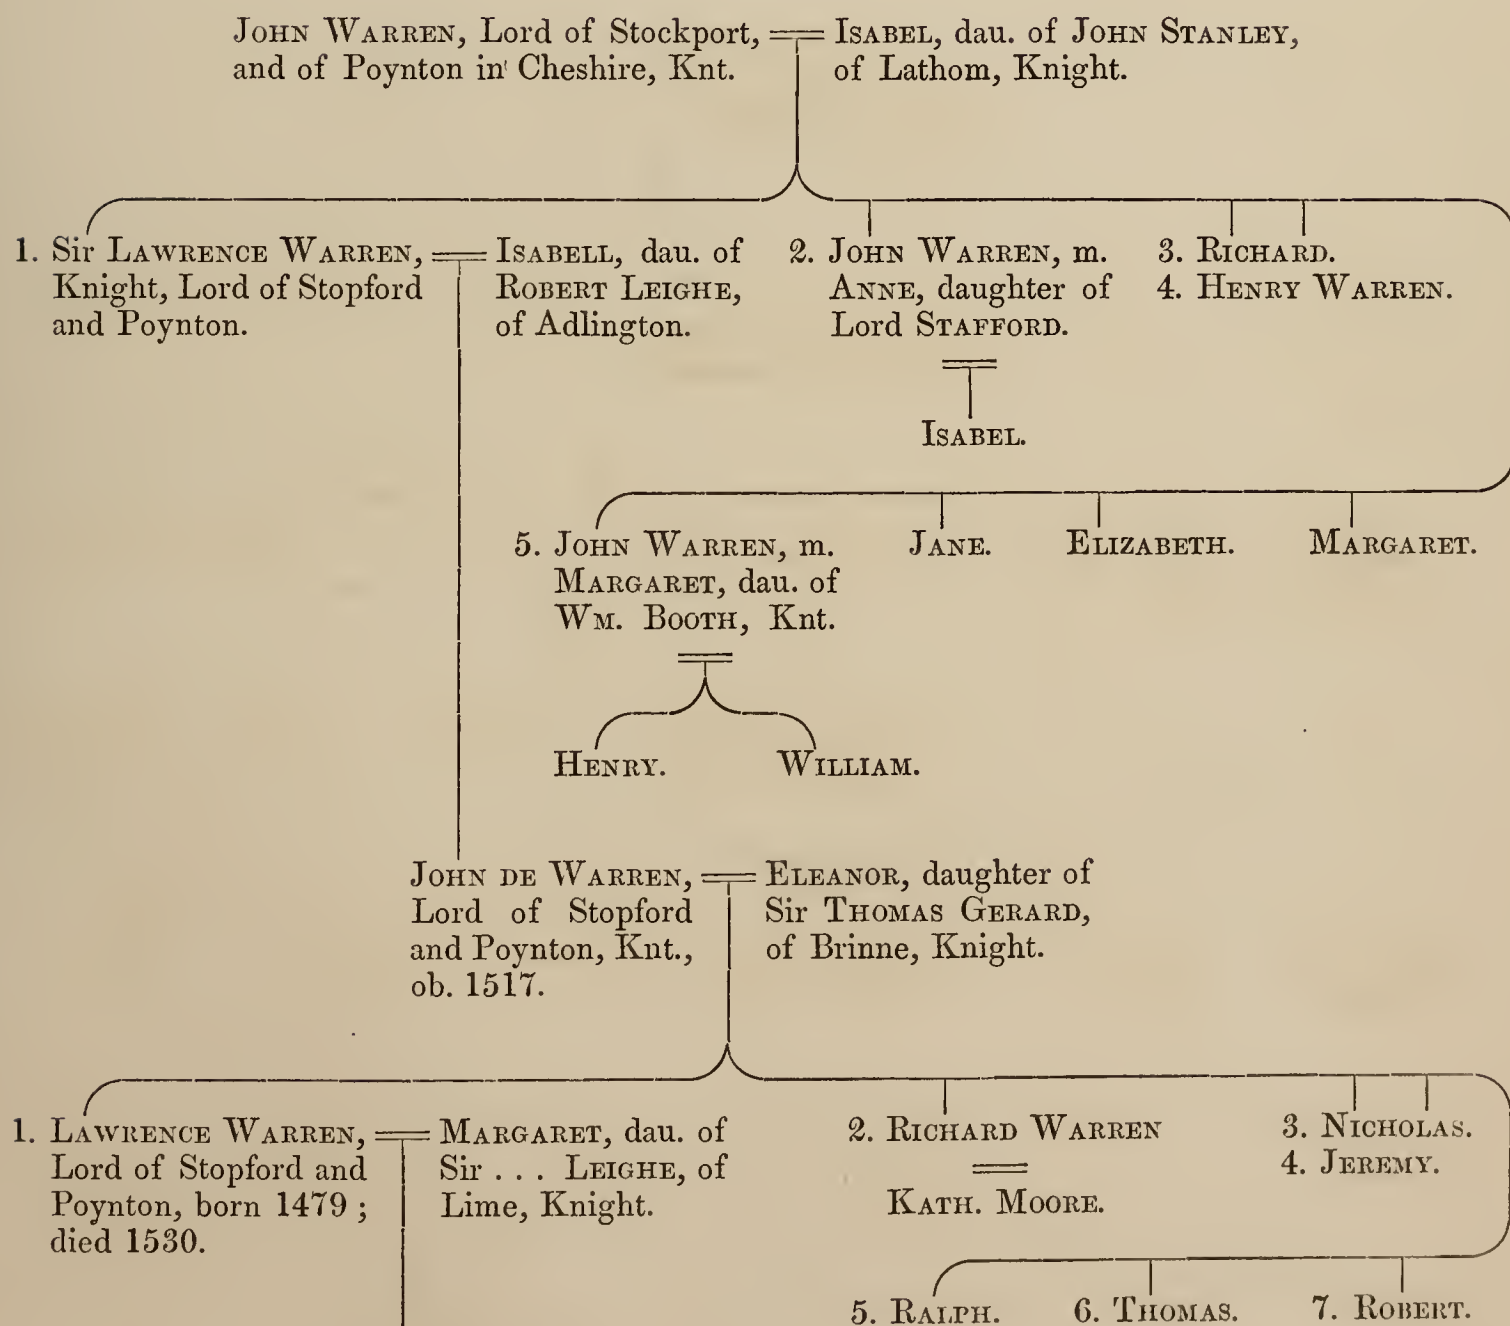 JOHN WARREN, Lord of Stockport,
and of Poynton in Cheshire, Knt.
ISABEL, dau. of JOHN STANLEY,
of Lathom, Knight.
1. Sir LAWRENCE WARREN,
Knight, Lord of Stopford
and Poynton.
ISABELL, dau. of
ROBERT LEIGHE,
of Adlington.
2. JOHN WARREN, m.
ANNE, daughter of
Lord STAFFORD.
3. RICHARD.
4. HENRY WARREN.
ISABEL.
5. JOHN WARREN, m.
MARGARET, dau. of
WM. BOOTH, Knt.
JANE.
ELIZABETH.
MARGARET.
HENRY.
WILLIAM.
JOHN DE WARREN,
Lord of Stopford
and Poynton, Knt.,
ob. 1517.
ELEANOR, daughter of
Sir THOMAS GERARD,
of Brinne, Knight.
1. LAWRENCE WARREN,
Lord of Stopford and
Poynton, born 1479 ;
died 1530.
MARGARET, dau. of
Sir . . . LEIGHE, of
Lime, Knight.
2. RICHARD WARREN
KATH. MOORE.
3. NICHOLAS.
4. JEREMY.
5. RALPH.
6. THOMAS.
7. ROBERT.